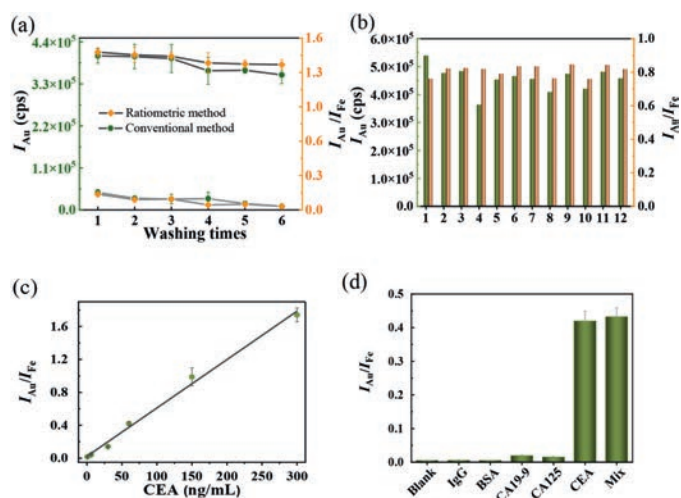 (a)
4.4×10⁵
3.3×10⁵
2.2×10⁵
1.1×10⁵
0.0
I_Au (cps)
Ratiometric method
Conventional method
1.6
1.2
0.8
0.4
0.0
I_Au/I_Fe
1 2 3 4 5 6
Washing times
(b)
6.0×10⁵
5.0×10⁵
4.0×10⁵
3.0×10⁵
2.0×10⁵
1.0×10⁵
0.0
I_Au (cps)
1.0
0.8
0.6
0.4
0.2
0.0
I_Au/I_Fe
1 2 3 4 5 6 7 8 9 10 11 12
(c)
1.6
1.2
0.8
0.4
0.0
I_Au/I_Fe
0 50 100 150 200 250 300
CEA (ng/mL)
(d)
0.5
0.4
0.3
0.2
0.1
0.0
I_Au/I_Fe
Blank IgG BSA CA19-9 CA125 CEA Mix